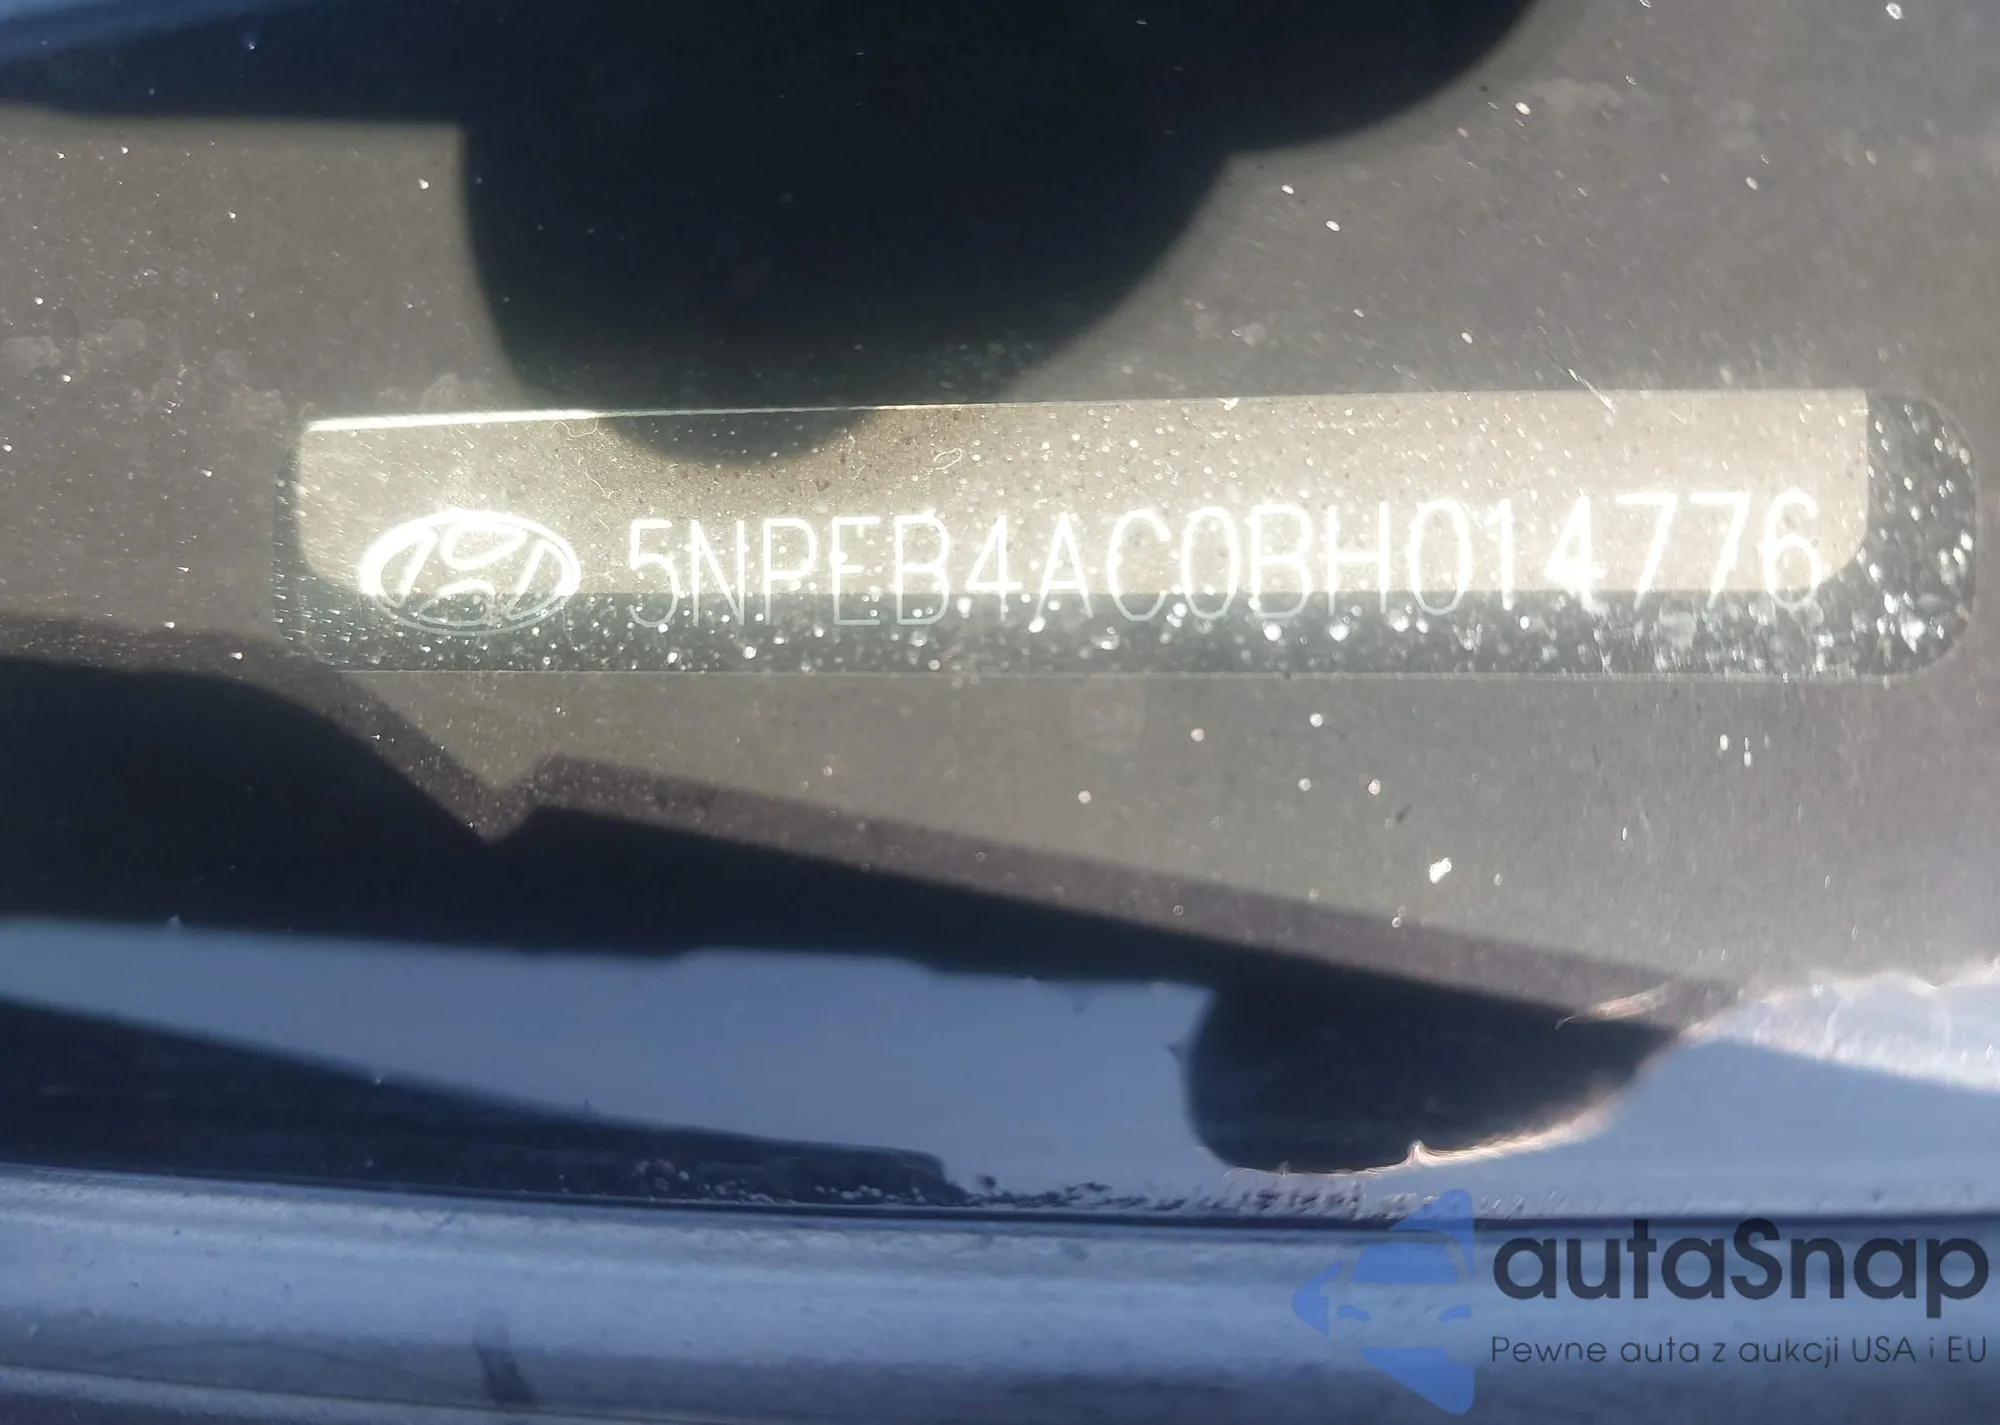 5NPEB4AC0BH014776
autaSnap
Pewne auta z aukcji USA i EU